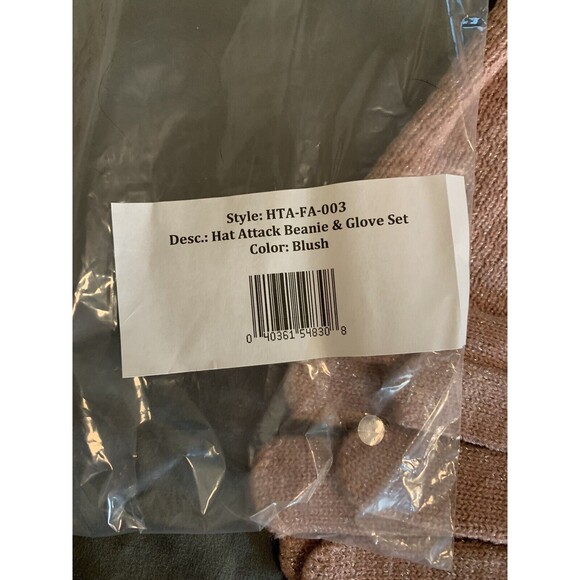 Style: HTA-FA-003
Desc.: Hat Attack Beanie & Glove Set
Color: Blush
0 40361 54830 8